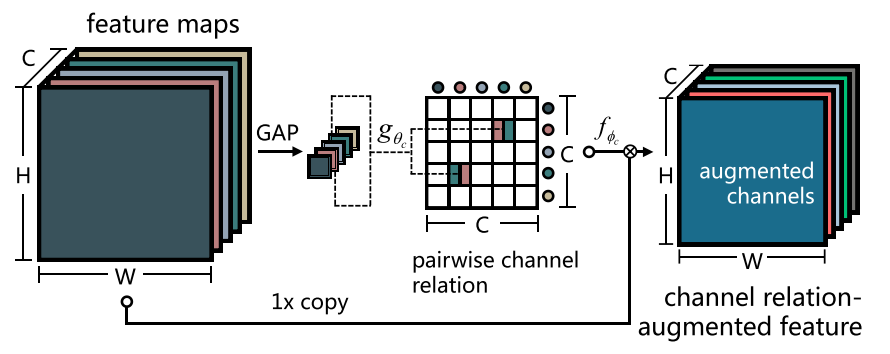 feature maps
C
H
W
GAP
g_{θ_c}
C
C
pairwise channel
relation
f_{ϕ_c}
1x copy
C
H
W
augmented
channels
channel relation-
augmented feature